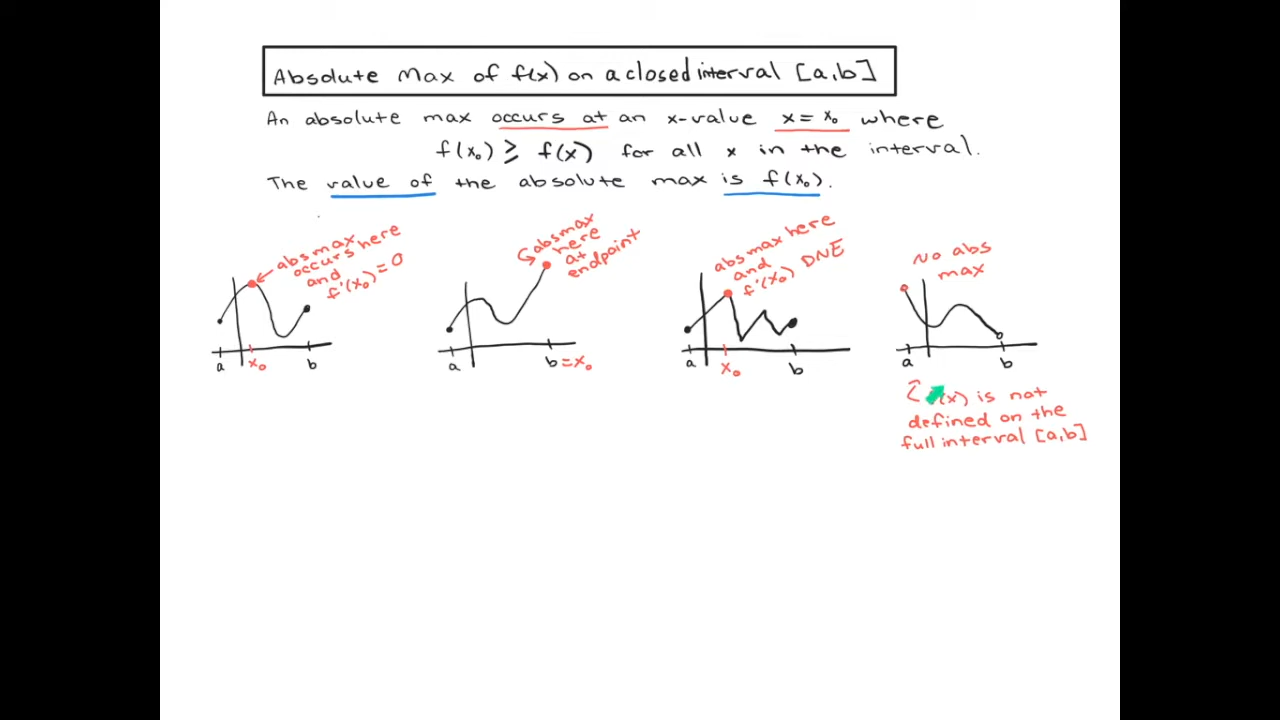 Absolute Max of f(x) on a closed interval [a,b]
An absolute max occurs at an x-value x = x₀ where
f(x₀) ≥ f(x) for all x in the interval.
The value of the absolute max is f(x₀).
abs max
occurs here
and
f'(x₀) = 0
a
x₀
b
abs max
here
at
endpoint
a
b = x₀
abs max here
and
f'(x₀) DNE
a
x₀
b
No abs
max
a
b
(x) is not
defined on the
full interval [a,b]